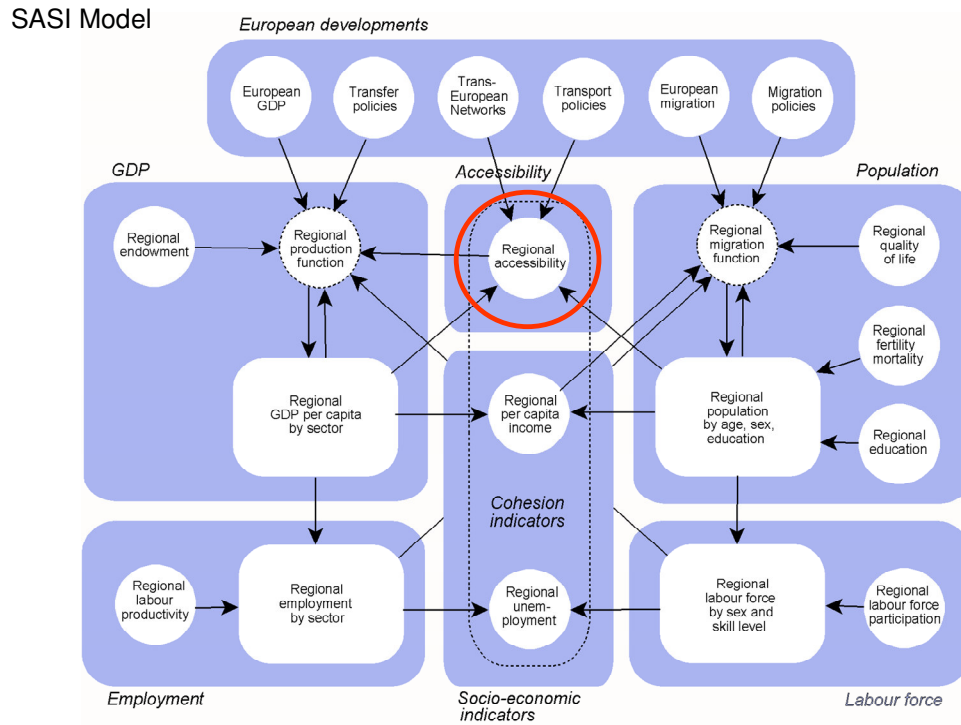 SASI Model
European developments
European
GDP
Transfer
policies
Trans-
European
Networks
Transport
policies
European
migration
Migration
policies
GDP
Accessibility
Population
Regional
endowment
Regional
production
function
Regional
accessibility
Regional
migration
function
Regional
quality
of life
Regional
fertility
mortality
Regional
GDP per capita
by sector
Regional
per capita
income
Regional
population
by age, sex,
education
Regional
education
Cohesion
indicators
Regional
labour
productivity
Regional
employment
by sector
Regional
unem-
ployment
Regional
labour force
by sex and
skill level
Regional
labour force
participation
Employment
Socio-economic
indicators
Labour force